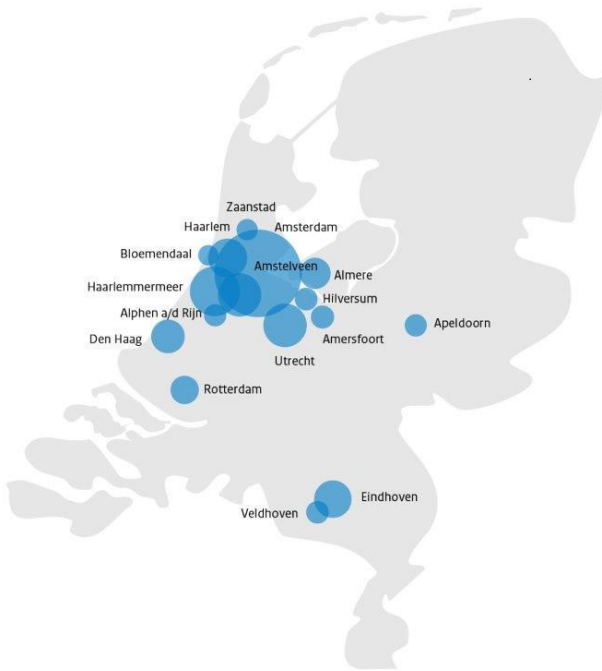 Zaanstad
Haarlem
Amsterdam
Bloemendaal
Amstelveen
Almere
Haarlemmermeer
Hilversum
Alphen a/d Rijn
Apeldoorn
Den Haag
Amersfoort
Utrecht
Rotterdam
Eindhoven
Veldhoven